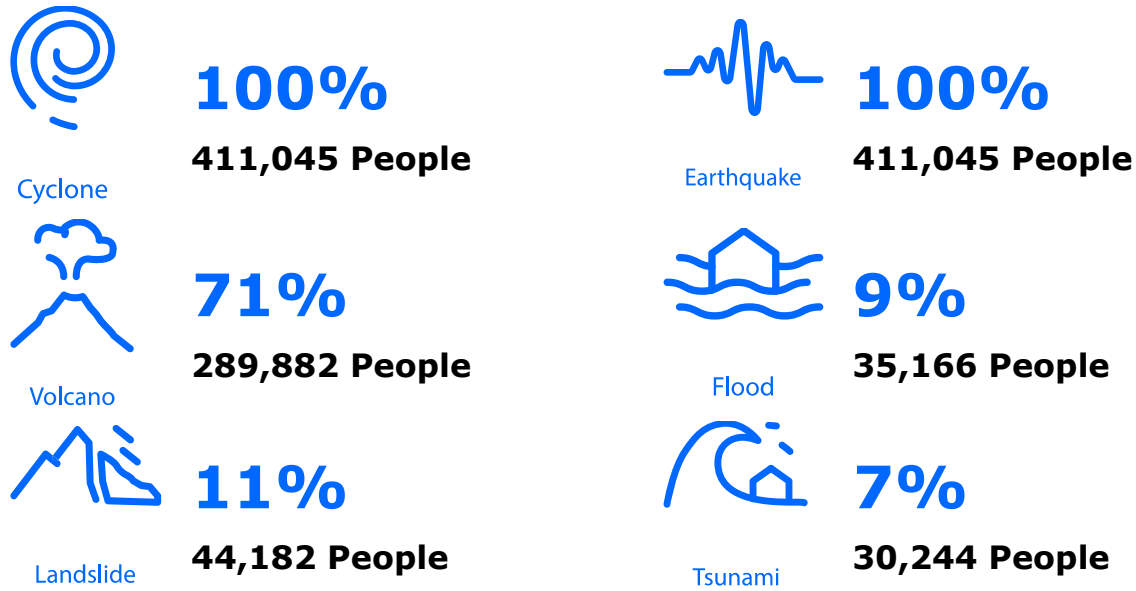 100%
411,045 People
Cyclone
100%
411,045 People
Earthquake
71%
289,882 People
Volcano
9%
35,166 People
Flood
11%
44,182 People
Landslide
7%
30,244 People
Tsunami